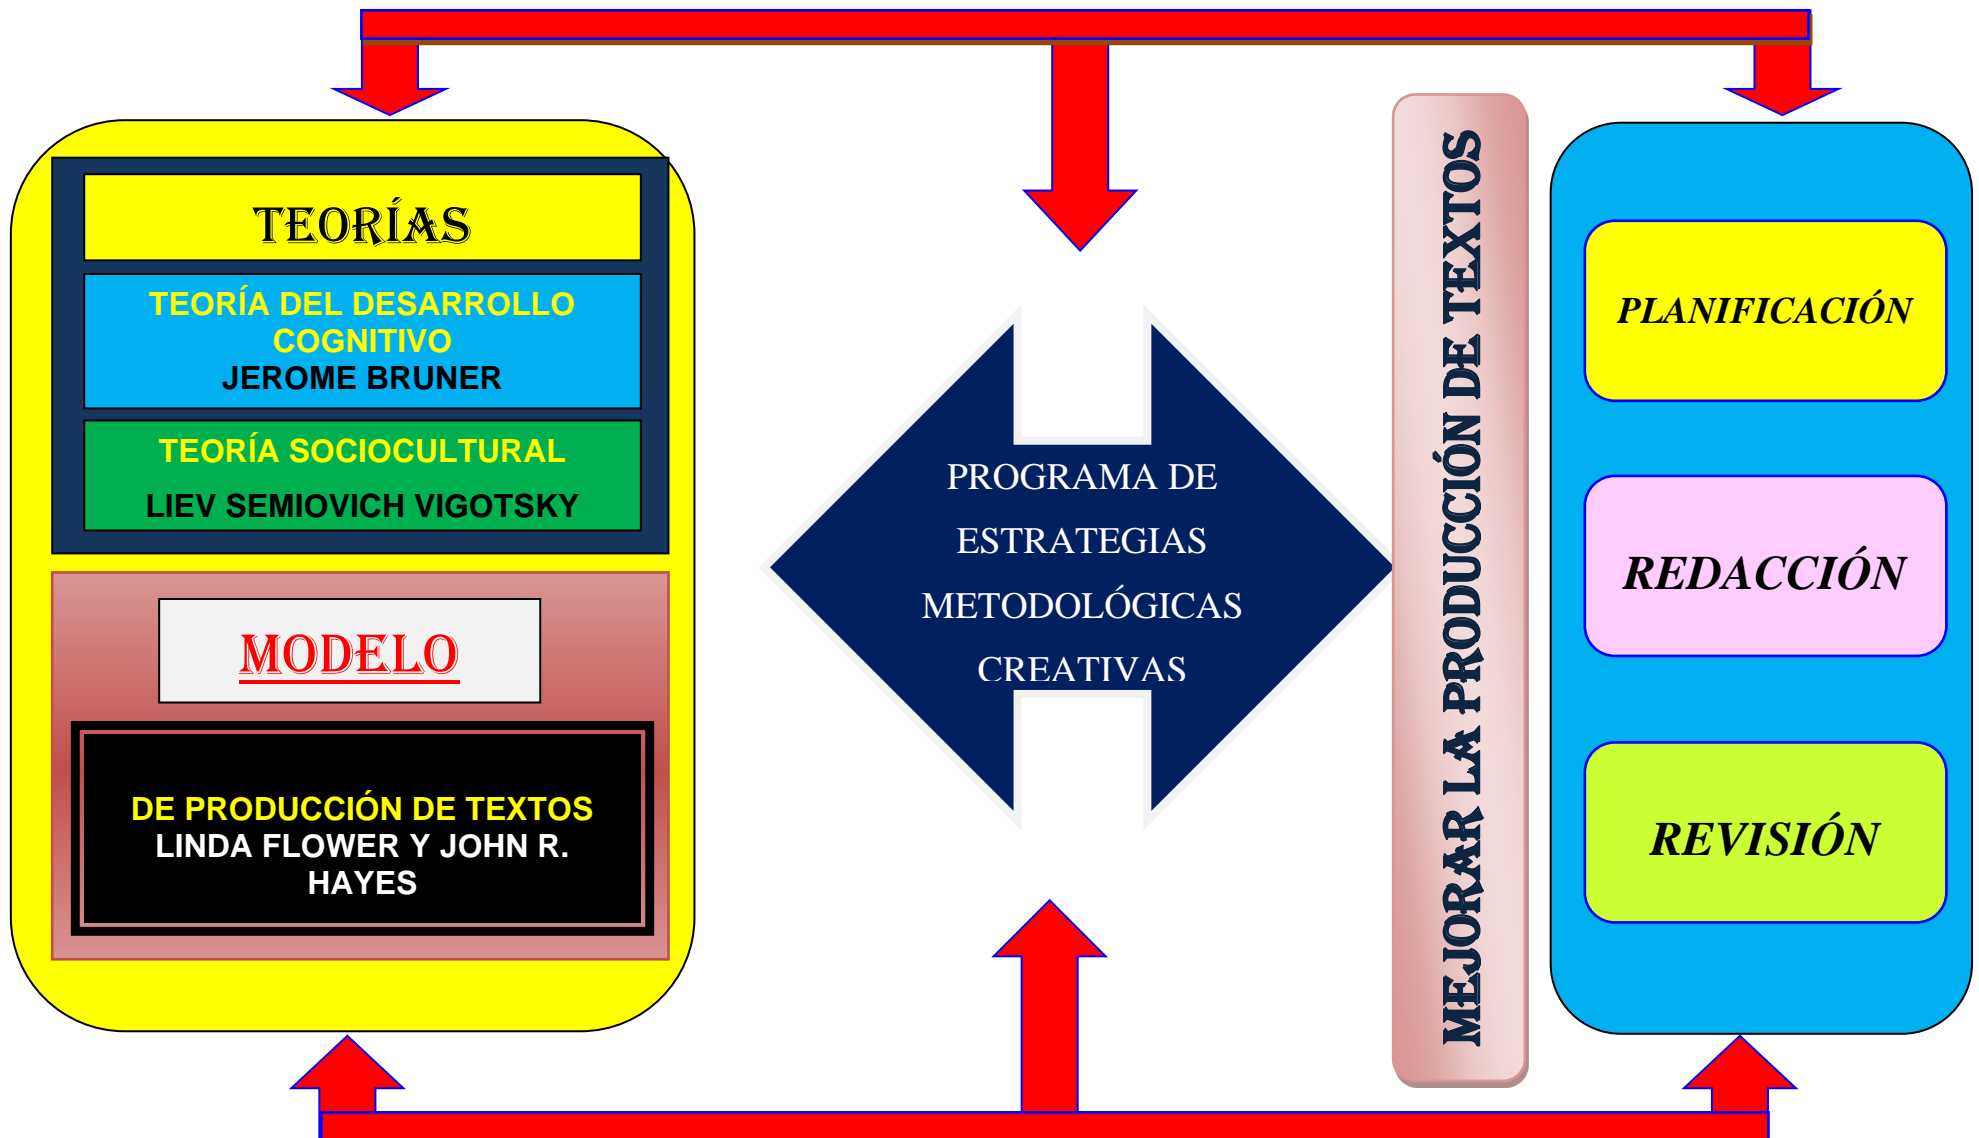 TEORÍAS
TEORÍA DEL DESARROLLO
COGNITIVO
JEROME BRUNER
TEORÍA SOCIOCULTURAL
LIEV SEMIOVICH VIGOTSKY
MODELO
DE PRODUCCIÓN DE TEXTOS
LINDA FLOWER Y JOHN R.
HAYES
PROGRAMA DE
ESTRATEGIAS
METODOLÓGICAS
CREATIVAS
MEJORAR LA PRODUCCIÓN DE TEXTOS
PLANIFICACIÓN
REDACCIÓN
REVISIÓN